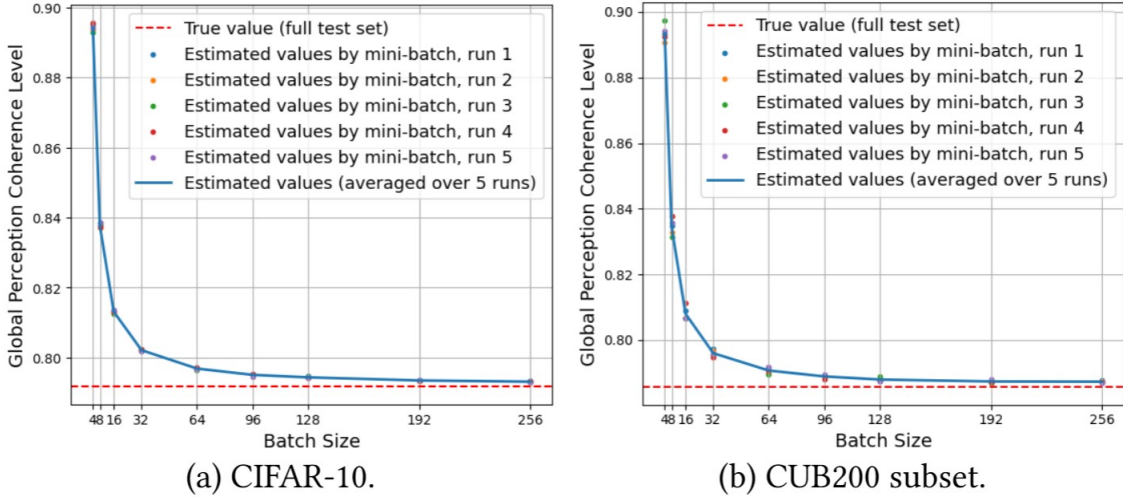 Global Perception Coherence Level
0.90
0.88
0.86
0.84
0.82
0.80
True value (full test set)
Estimated values by mini-batch, run 1
Estimated values by mini-batch, run 2
Estimated values by mini-batch, run 3
Estimated values by mini-batch, run 4
Estimated values by mini-batch, run 5
Estimated values (averaged over 5 runs)
4 8 16 32 64 96 128 192 256
Batch Size
(a) CIFAR-10.
Global Perception Coherence Level
0.90
0.88
0.86
0.84
0.82
0.80
True value (full test set)
Estimated values by mini-batch, run 1
Estimated values by mini-batch, run 2
Estimated values by mini-batch, run 3
Estimated values by mini-batch, run 4
Estimated values by mini-batch, run 5
Estimated values (averaged over 5 runs)
4 8 16 32 64 96 128 192 256
Batch Size
(b) CUB200 subset.